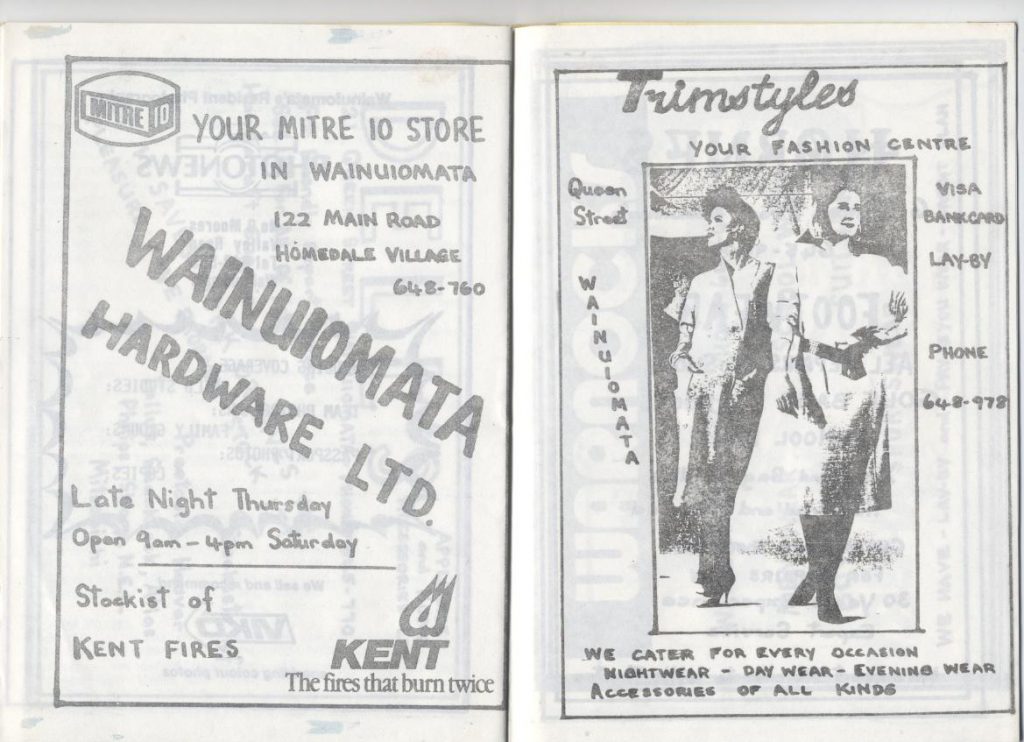 MITRE 10
YOUR MITRE 10 STORE
IN WAINUIOMATA
122 MAIN ROAD
HOMEDALE VILLAGE
648-760
WAINUIOMATA
HARDWARE LTD.
Late Night Thursday
Open 9am - 4pm Saturday
Stockist of
KENT FIRES
KENT
The fires that burn twice
Trimstyles
YOUR FASHION CENTRE
Queen
Street
WAINUIOMATA
VISA
BANKCARD
LAY-BY
PHONE
648-978
WE CATER FOR EVERY OCCASION
NIGHTWEAR - DAY WEAR - EVENING WEAR
ACCESSORIES OF ALL KINDS